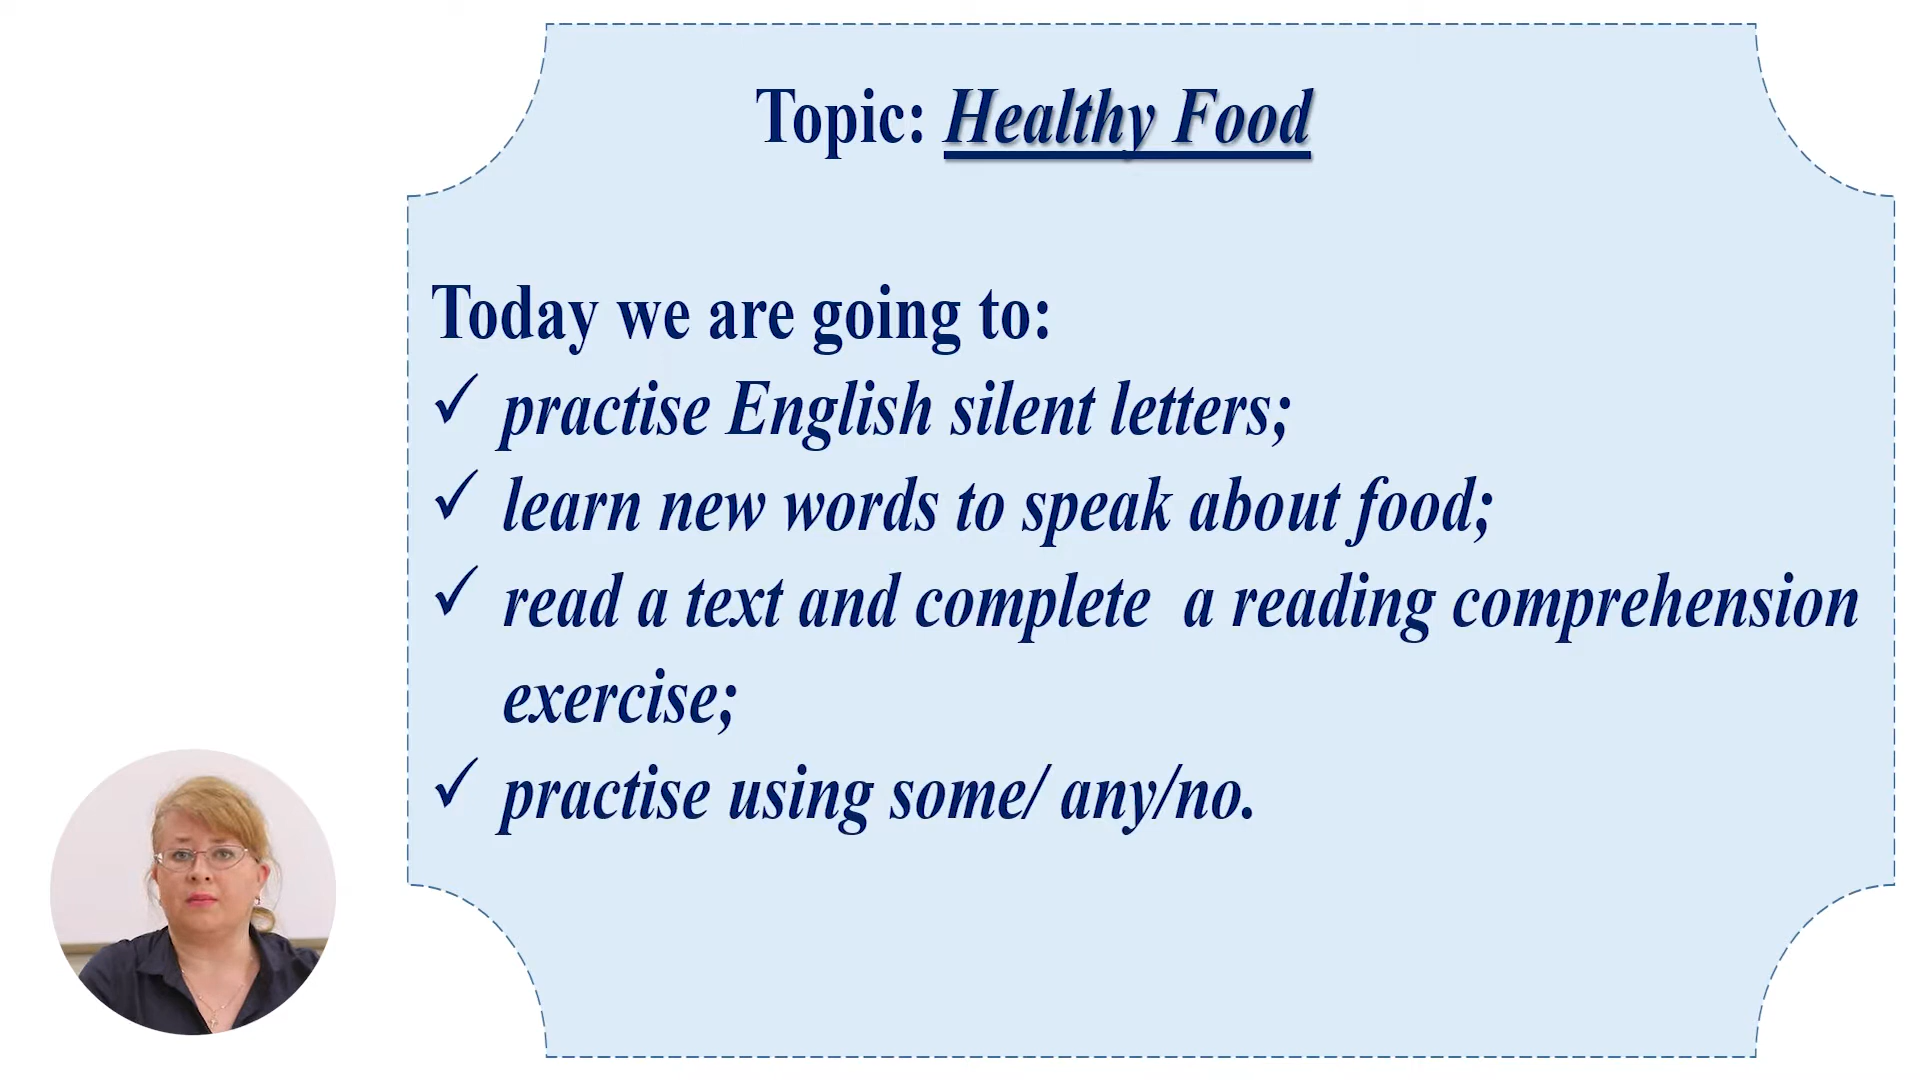 Topic: Healthy Food
Today we are going to:
✓ practise English silent letters;
✓ learn new words to speak about food;
✓ read a text and complete  a reading comprehension
exercise;
✓ practise using some/ any/no.